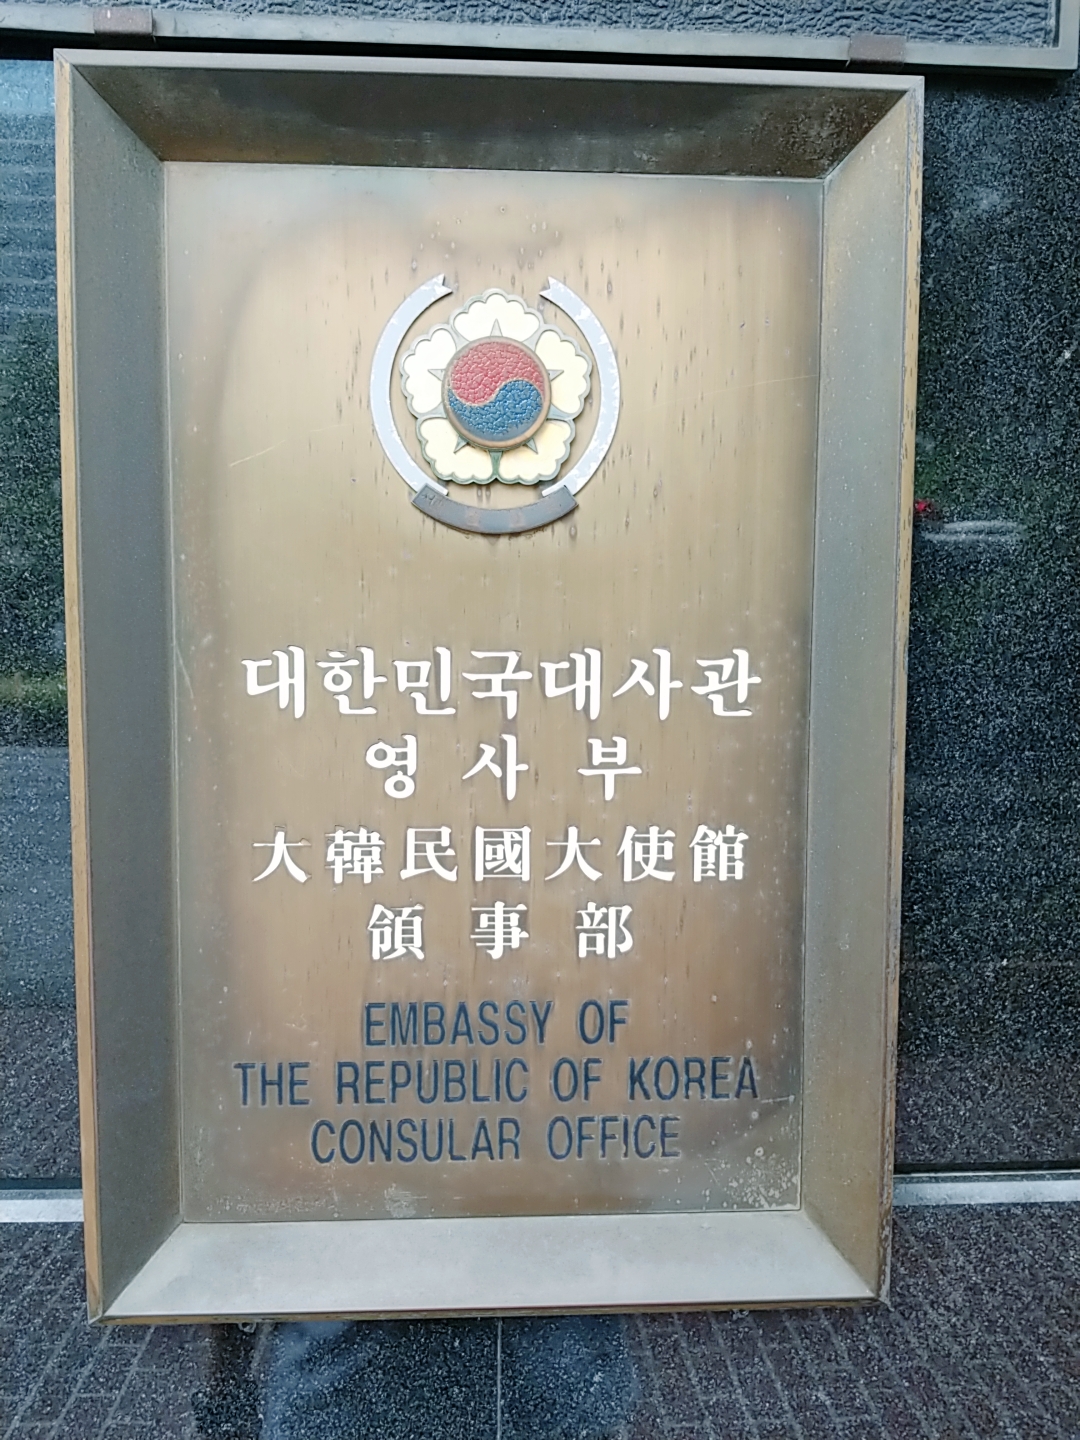 대한민국대사관
영 사 부
大韓民國大使館
領 事 部
EMBASSY OF
THE REPUBLIC OF KOREA
CONSULAR OFFICE